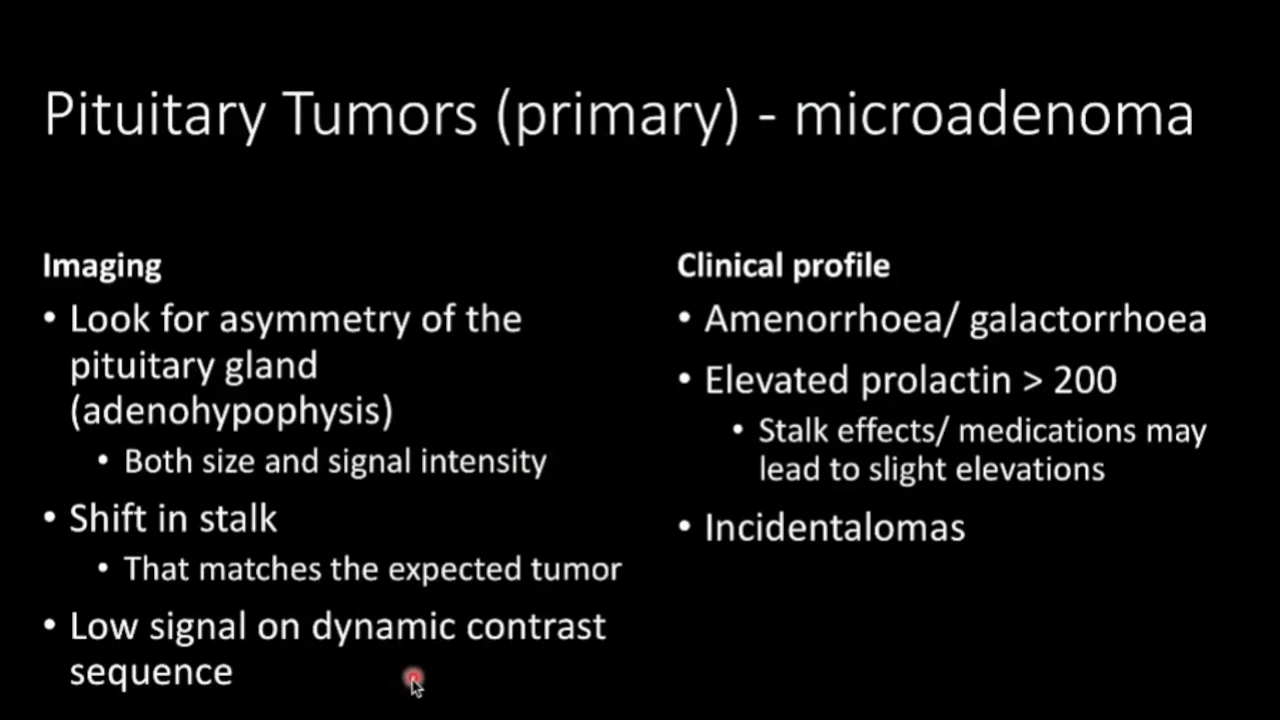 Pituitary Tumors (primary) - microadenoma
Imaging
• Look for asymmetry of the
pituitary gland
(adenohypophysis)
• Both size and signal intensity
• Shift in stalk
• That matches the expected tumor
• Low signal on dynamic contrast
sequence
Clinical profile
• Amenorrhoea/ galactorrhoea
• Elevated prolactin > 200
• Stalk effects/ medications may
lead to slight elevations
• Incidentalomas